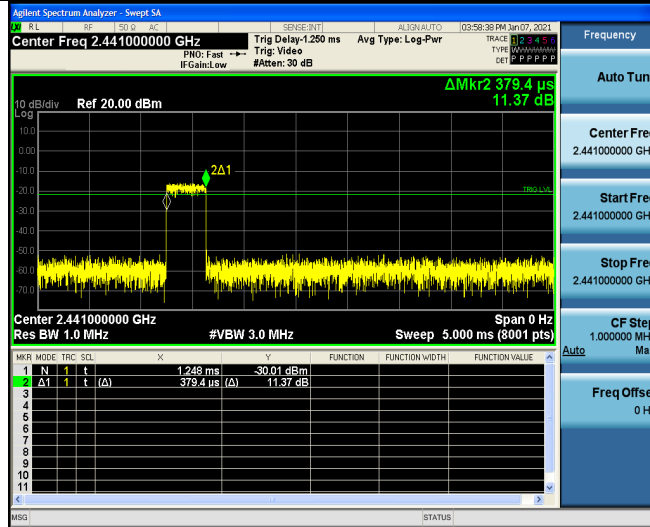 Agilent Spectrum Analyzer - Swept SA
LXI RL RF 50 Ω AC SENSE:INT ALIGN AUTO 03:58:38 PM Jan 07, 2021
Center Freq 2.441000000 GHz Trig Delay-1.250 ms Avg Type: Log-Pwr TRACE 1 2 3 4 5 6
PNO: Fast Trig: Video TYPE WWWWWW
IFGain:Low #Atten: 30 dB DET P P P P P P
ΔMkr2 379.4 µs
11.37 dB
10 dB/div Ref 20.00 dBm
Log
10.0
0.00
-10.0
2Δ1
-20.0
TRIG LVL
-30.0
-40.0
-50.0
-60.0
-70.0
Center 2.441000000 GHz Span 0 Hz
Res BW 1.0 MHz #VBW 3.0 MHz Sweep 5.000 ms (8001 pts)
MKR MODE TRC SCL X Y FUNCTION FUNCTION WIDTH FUNCTION VALUE
1 N 1 t 1.248 ms -30.01 dBm
2 Δ1 1 t (Δ) 379.4 µs (Δ) 11.37 dB
3
4
5
6
7
8
9
10
11
MSG STATUS
Frequency
Auto Tun
Center Fre
2.441000000 GH
Start Fre
2.441000000 GH
Stop Fre
2.441000000 GH
CF Step
1.000000 MH
Auto Ma
Freq Offse
0 H